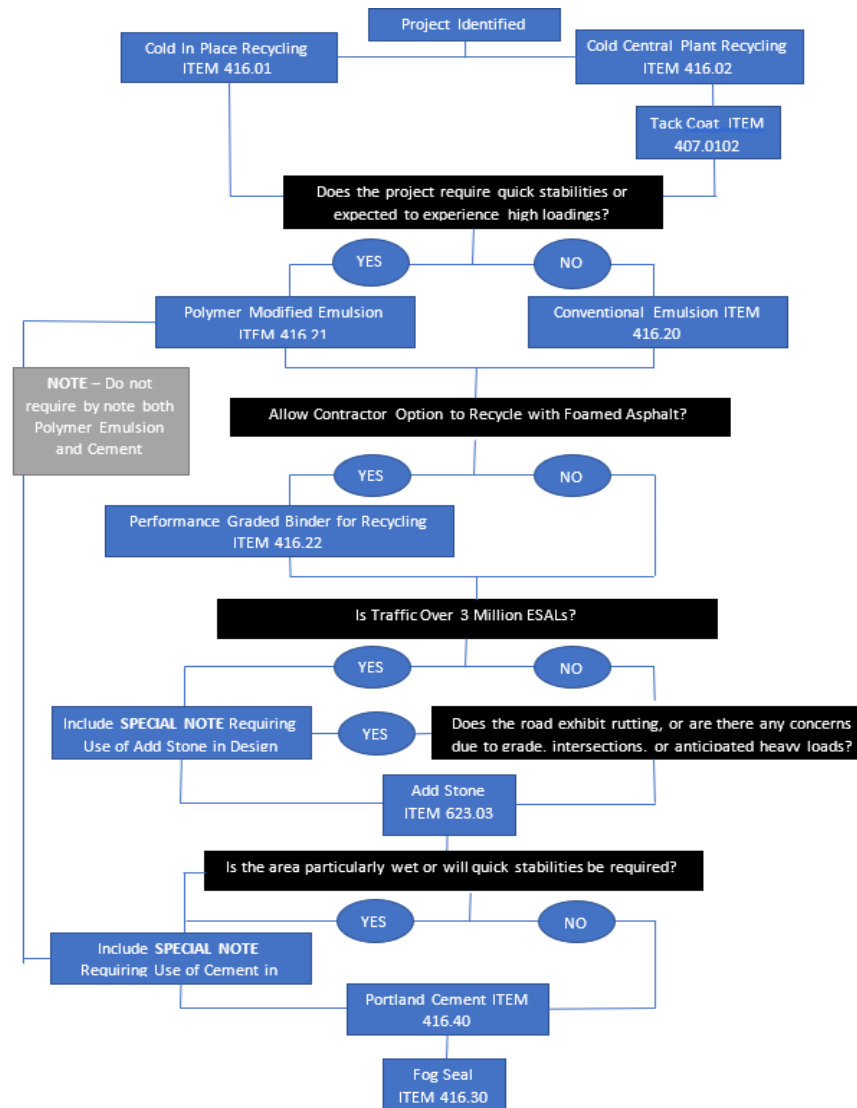 Project Identified
Cold In Place Recycling
ITEM 416.01
Cold Central Plant Recycling
ITEM 416.02
Tack Coat ITEM
407.0102
Does the project require quick stabilities or
expected to experience high loadings?
YES
NO
Polymer Modified Emulsion
ITEM 416.21
Conventional Emulsion ITEM
416.20
NOTE – Do not
require by note both
Polymer Emulsion
and Cement
Allow Contractor Option to Recycle with Foamed Asphalt?
YES
NO
Performance Graded Binder for Recycling
ITEM 416.22
Is Traffic Over 3 Million ESALs?
YES
NO
Include SPECIAL NOTE Requiring
Use of Add Stone in Design
YES
Does the road exhibit rutting, or are there any concerns
due to grade, intersections, or anticipated heavy loads?
Add Stone
ITEM 623.03
Is the area particularly wet or will quick stabilities be required?
YES
NO
Include SPECIAL NOTE
Requiring Use of Cement in
Portland Cement ITEM
416.40
Fog Seal
ITEM 416.30